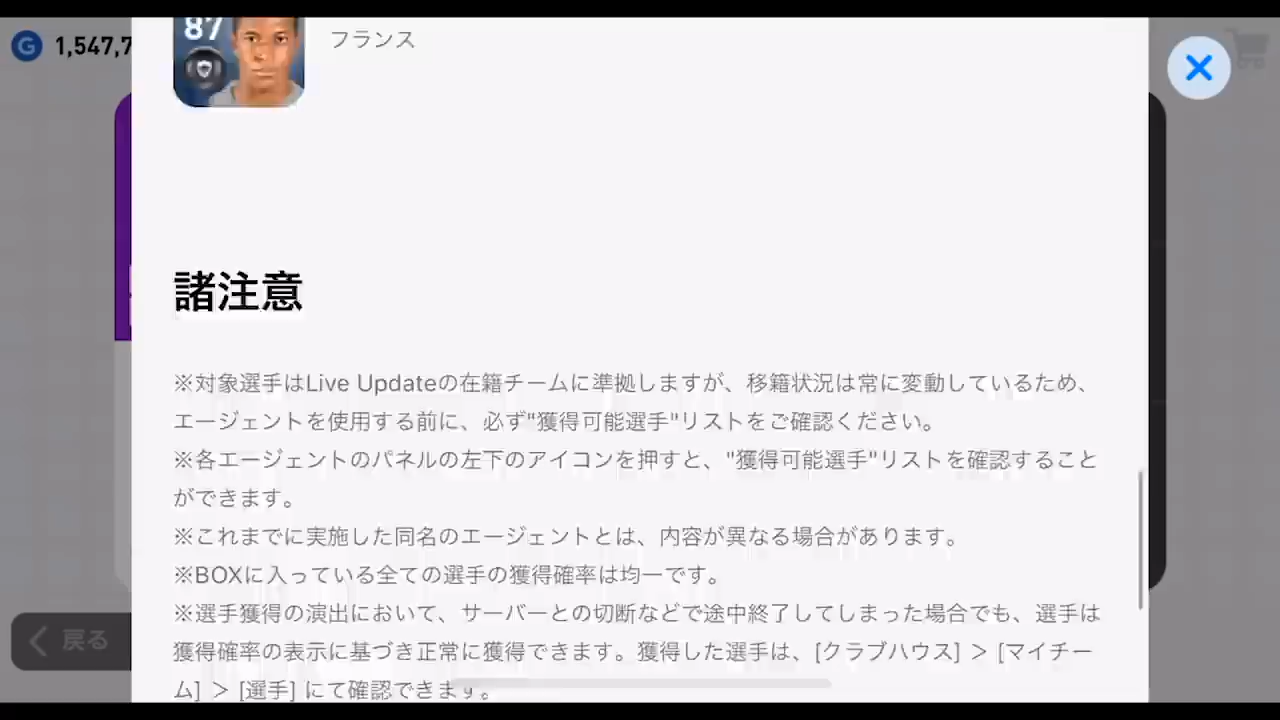 1,547,7
87
フランス
諸注意
※対象選手はLive Updateの在籍チームに準拠しますが、移籍状況は常に変動しているため、
エージェントを使用する前に、必ず"獲得可能選手"リストをご確認ください。
※各エージェントのパネルの左下のアイコンを押すと、"獲得可能選手"リストを確認すること
ができます。
※これまでに実施した同名のエージェントとは、内容が異なる場合があります。
※BOXに入っている全ての選手の獲得確率は均一です。
※選手獲得の演出において、サーバーとの切断などで途中終了してしまった場合でも、選手は
獲得確率の表示に基づき正常に獲得できます。獲得した選手は、[クラブハウス] > [マイチー
ム] > [選手] にて確認できます。
戻る